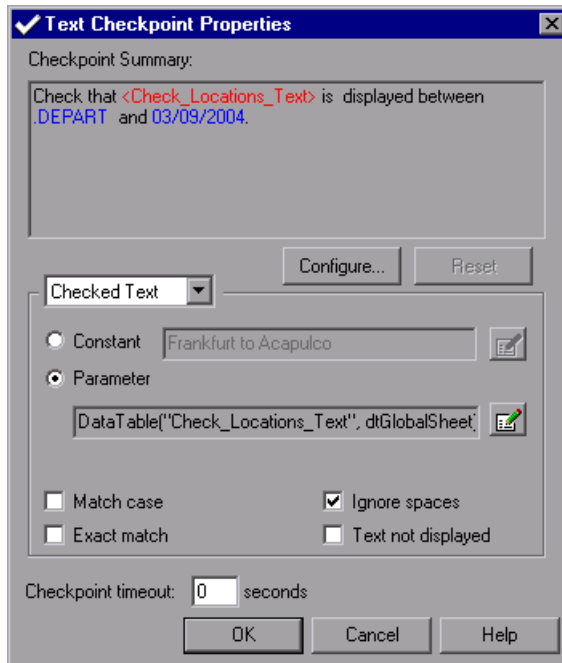 Text Checkpoint Properties
Checkpoint Summary:
Check that <Check_Locations_Text> is displayed between
.DEPART and 03/09/2004.
Configure... Reset
Checked Text
Constant Frankfurt to Acapulco
Parameter
DataTable("Check_Locations_Text", dtGlobalSheet)
Match case Ignore spaces
Exact match Text not displayed
Checkpoint timeout: 0 seconds
OK Cancel Help